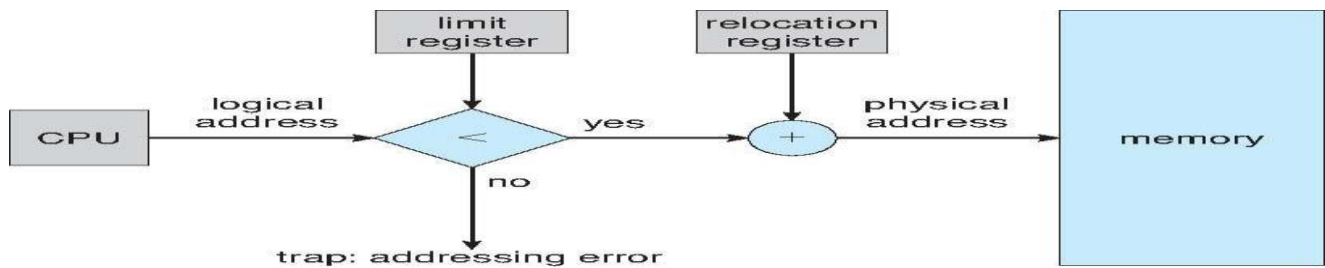 limit
register
relocation
register
logical
address
physical
address
CPU
<
yes
+
memory
no
trap: addressing error